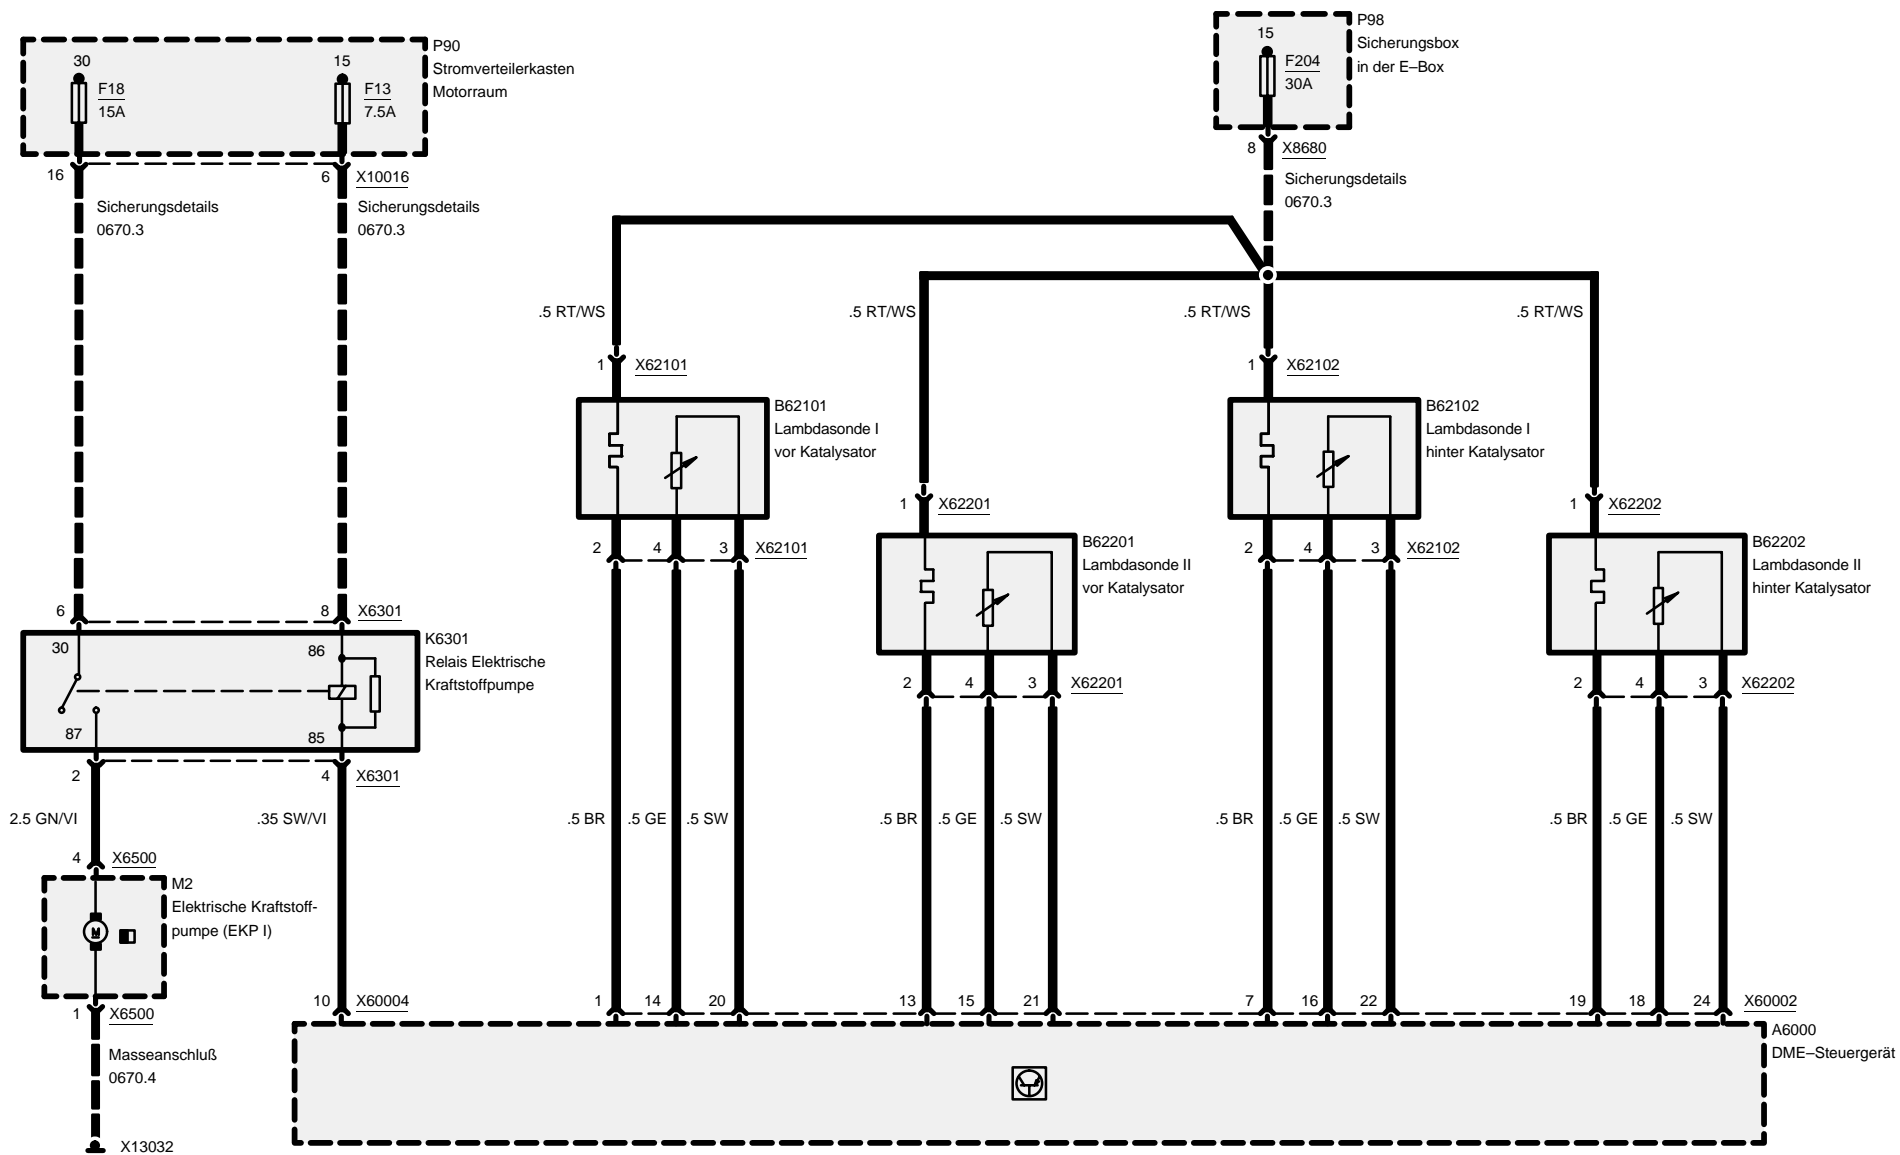 P90
Stromverteilerkasten
Motorraum
30
F18
15A
15
F13
7.5A
16
6
X10016
Sicherungsdetails
0670.3
Sicherungsdetails
0670.3
P98
Sicherungsbox
in der E–Box
15
F204
30A
8
X8680
Sicherungsdetails
0670.3
.5 RT/WS
.5 RT/WS
.5 RT/WS
.5 RT/WS
1
X62101
B62101
Lambdasonde I
vor Katalysator
2
4
3
X62101
1
X62201
B62201
Lambdasonde II
vor Katalysator
2
4
3
X62201
1
X62102
B62102
Lambdasonde I
hinter Katalysator
2
4
3
X62102
1
X62202
B62202
Lambdasonde II
hinter Katalysator
2
4
3
X62202
6
8
X6301
30
86
87
85
K6301
Relais Elektrische
Kraftstoffpumpe
2
4
X6301
2.5 GN/VI
.35 SW/VI
.5 BR
.5 GE
.5 SW
.5 BR
.5 GE
.5 SW
.5 BR
.5 GE
.5 SW
.5 BR
.5 GE
.5 SW
4
X6500
M2
Elektrische Kraftstoff-
pumpe (EKP I)
M
1
X6500
Masseanschluß
0670.4
X13032
10
X60004
1
14
20
13
15
21
7
16
22
19
18
24
X60002
A6000
DME–Steuergerät